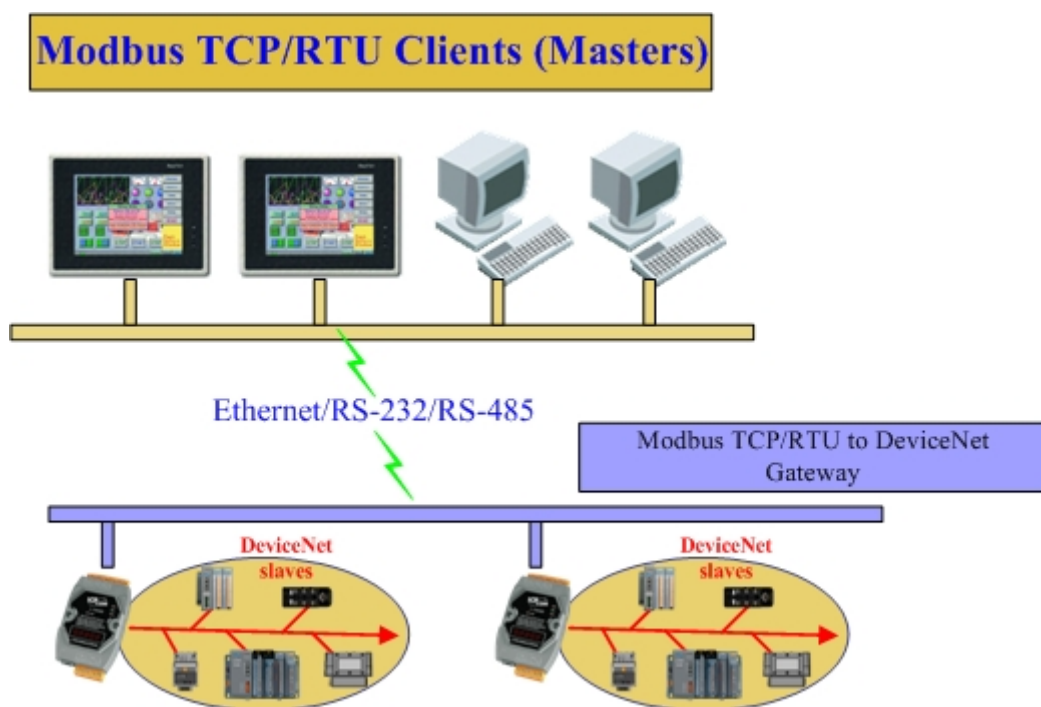 Modbus TCP/RTU Clients (Masters)
Ethernet/RS-232/RS-485
Modbus TCP/RTU to DeviceNet
Gateway
DeviceNet
slaves
DeviceNet
slaves